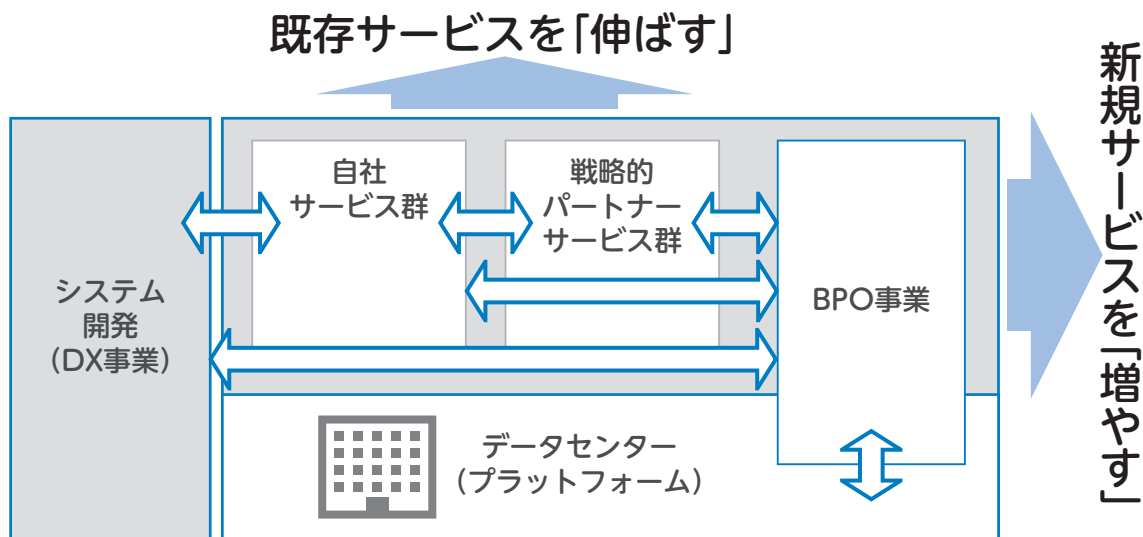 既存サービスを「伸ばす」
新規サービスを「増やす」
システム
開発
（DX事業）
自社
サービス群
戦略的
パートナー
サービス群
BPO事業
データセンター
（プラットフォーム）